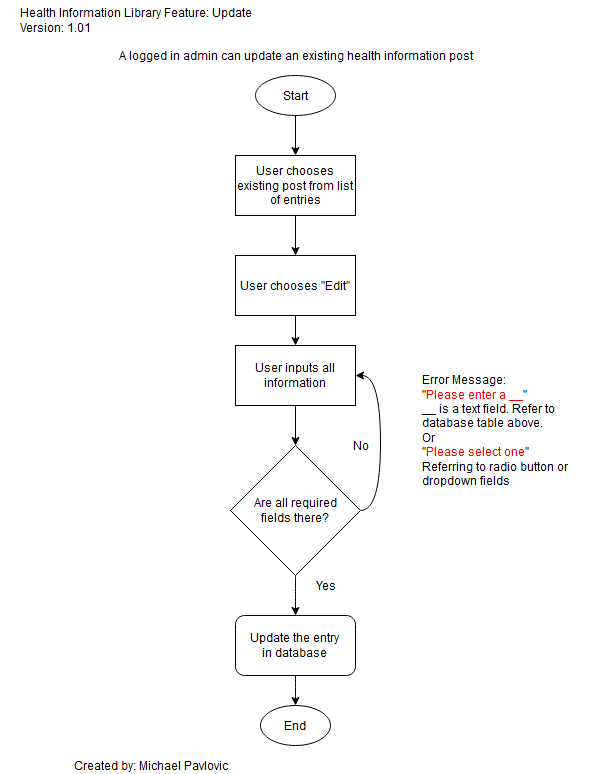 Health Information Library Feature: Update
Version: 1.01
A logged in admin can update an existing health information post
Start
User chooses
existing post from list
of entries
User chooses "Edit"
User inputs all
information
Error Message:
"Please enter a __"
__ is a text field. Refer to
database table above.
Or
"Please select one"
Referring to radio button or
dropdown fields
No
Are all required
fields there?
Yes
Update the entry
in database
End
Created by: Michael Pavlovic